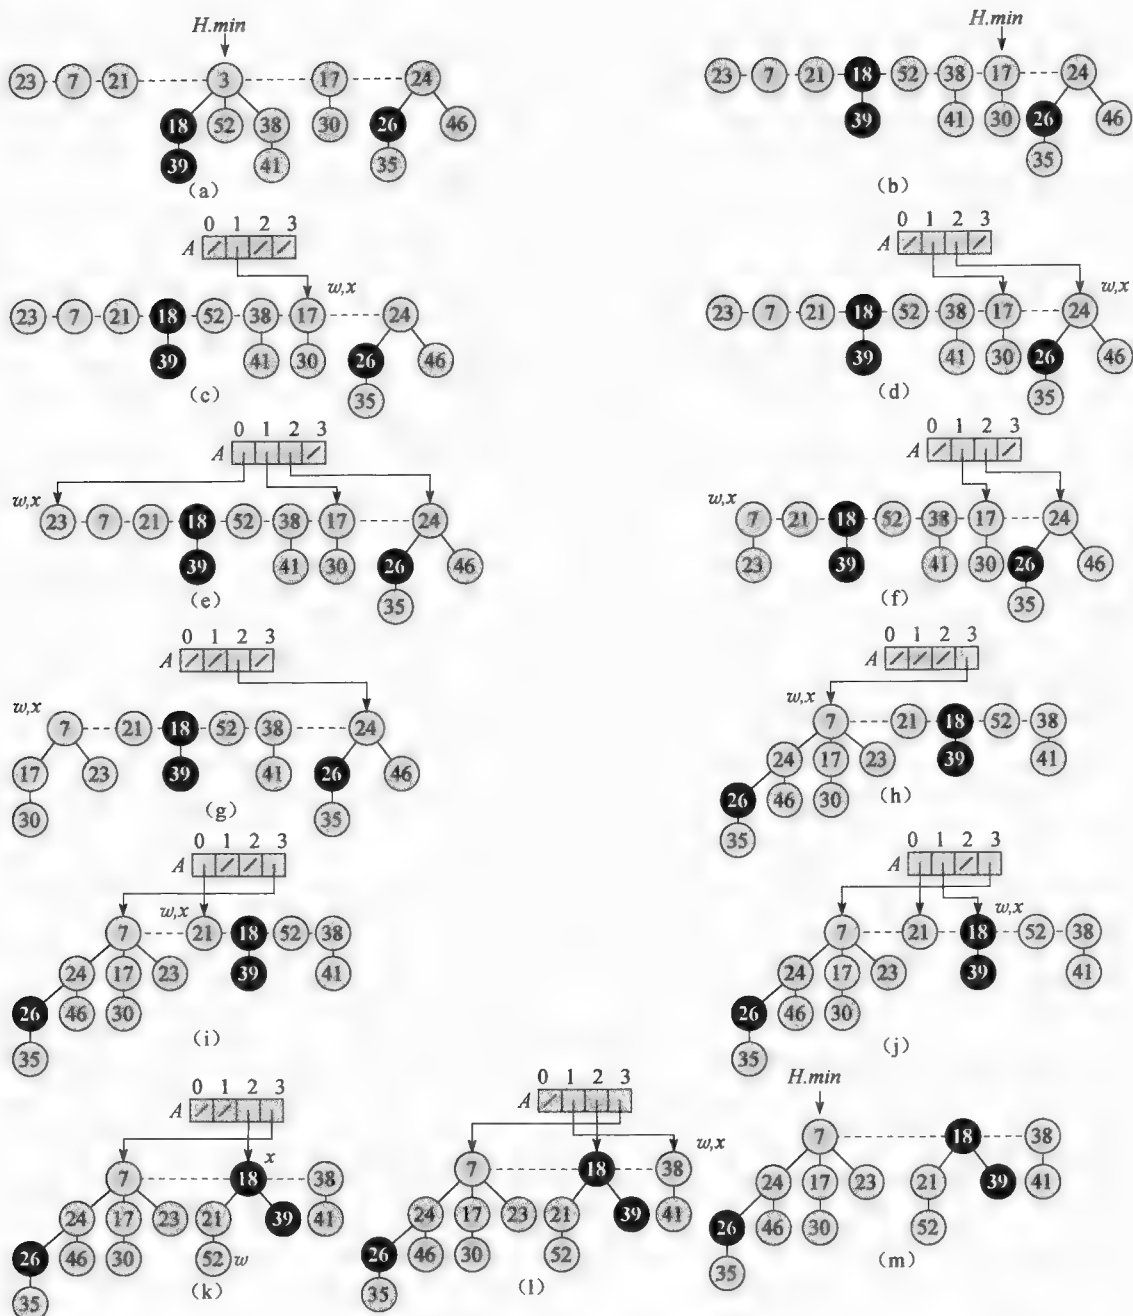 H.min
H.min
23 7 21 3 17 24
23 7 21 18 52 38 17 24
18 52 38 30 26 46
39 41 30 26 46
39 41 35
35
(a)
(b)
0 1 2 3
0 1 2 3
A
A
w,x
w,x
23 7 21 18 52 38 17 24
23 7 21 18 52 38 17 24
39 41 30 26 46
39 41 30 26 46
35
35
(c)
(d)
0 1 2 3
0 1 2 3
A
A
w,x
w,x
23 7 21 18 52 38 17 24
7 21 18 52 38 17 24
39 41 30 26 46
23 39 41 30 26 46
35
35
(e)
(f)
0 1 2 3
0 1 2 3
A
A
w,x
w,x
7 21 18 52 38 24
7 21 18 52 38
17 23 39 41 26 46
24 17 23 39 41
30 35
26 46 30
35
(g)
(h)
0 1 2 3
0 1 2 3
A
A
w,x
w,x
7 21 18 52 38
7 21 18 52 38
24 17 23 39 41
24 17 23 39 41
26 46 30
26 46 30
35
35
(i)
(j)
0 1 2 3
0 1 2 3
H.min
A
A
x
w,x
7 18 38
7 18 38
7 18 38
24 17 23 21 39 41
24 17 23 21 39 41
24 17 23 21 39 41
26 46 30 52 w
26 46 30 52
26 46 30 52
35
35
35
(k)
(l)
(m)